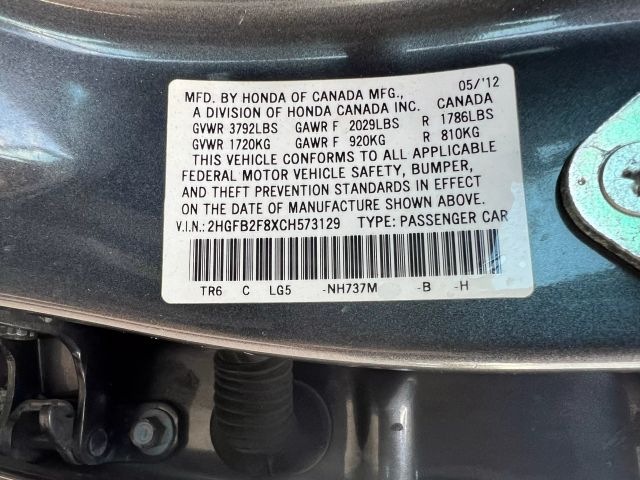 MFD. BY HONDA OF CANADA MFG., 05/'12
A DIVISION OF HONDA CANADA INC. CANADA
GVWR 3792LBS GAWR F 2029LBS R 1786LBS
GVWR 1720KG GAWR F 920KG R 810KG
THIS VEHICLE CONFORMS TO ALL APPLICABLE
FEDERAL MOTOR VEHICLE SAFETY, BUMPER,
AND THEFT PREVENTION STANDARDS IN EFFECT
ON THE DATE OF MANUFACTURE SHOWN ABOVE.
V.I.N.: 2HGFB2F8XCH573129 TYPE: PASSENGER CAR
TR6 C LG5 -NH737M -B -H